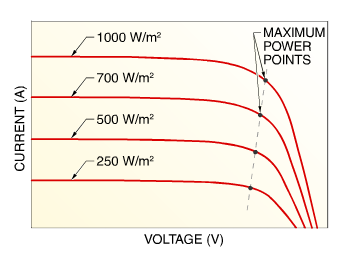 1000 W/m²
MAXIMUM
POWER
POINTS
700 W/m²
500 W/m²
250 W/m²
CURRENT (A)
VOLTAGE (V)